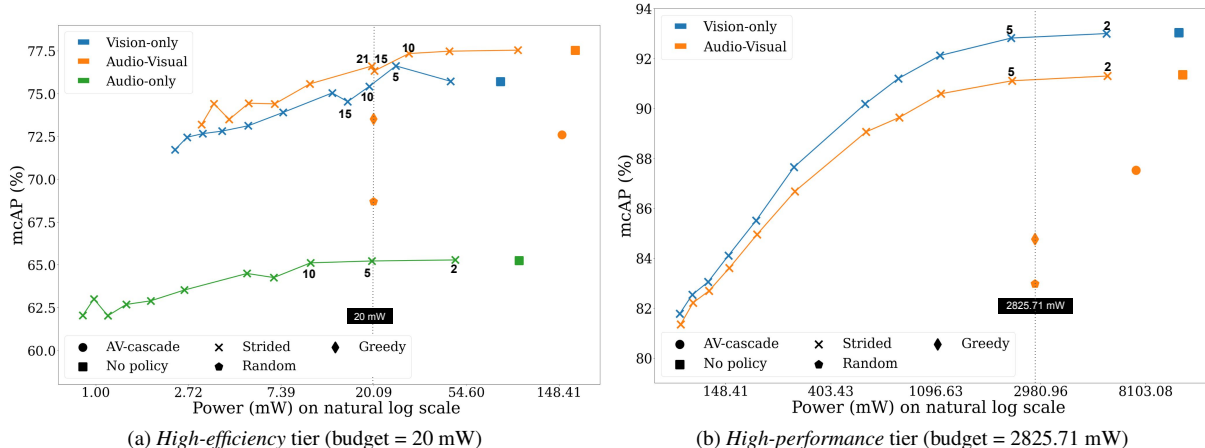 77.5
75.0
72.5
70.0
67.5
65.0
62.5
60.0
mcAP (%)
Vision-only
Audio-Visual
Audio-only
21 15
10
5
10
15
10
5
2
20 mW
AV-cascade
Strided
Greedy
No policy
Random
1.00
2.72
7.39
20.09
54.60
148.41
Power (mW) on natural log scale
(a) High-efficiency tier (budget = 20 mW)
94
92
90
88
86
84
82
80
mcAP (%)
Vision-only
Audio-Visual
5
2
5
2
2825.71 mW
Strided
Greedy
AV-cascade
Random
No policy
148.41
403.43
1096.63
2980.96
8103.08
Power (mW) on natural log scale
(b) High-performance tier (budget = 2825.71 mW)